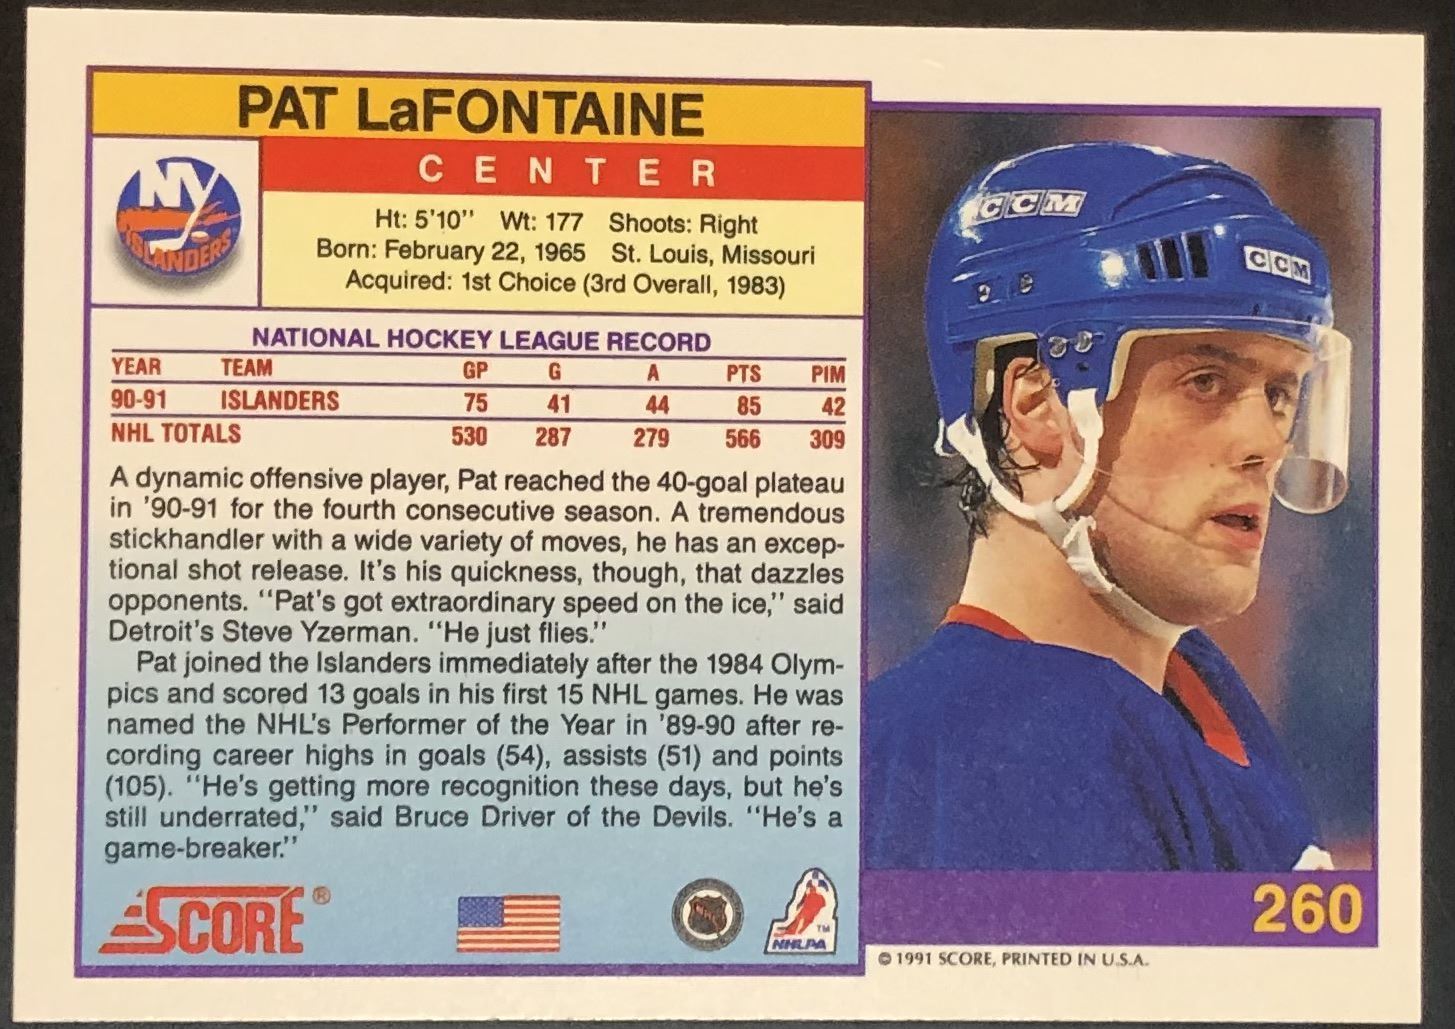 PAT LaFONTAINE
CENTER
NY
ISLANDERS
Ht: 5'10" Wt: 177 Shoots: Right
Born: February 22, 1965 St. Louis, Missouri
Acquired: 1st Choice (3rd Overall, 1983)
NATIONAL HOCKEY LEAGUE RECORD
YEAR TEAM GP G A PTS PIM
90-91 ISLANDERS 75 41 44 85 42
NHL TOTALS 530 287 279 566 309
A dynamic offensive player, Pat reached the 40-goal plateau
in '90-91 for the fourth consecutive season. A tremendous
stickhandler with a wide variety of moves, he has an excep-
tional shot release. It's his quickness, though, that dazzles
opponents. "Pat's got extraordinary speed on the ice," said
Detroit's Steve Yzerman. "He just flies."
Pat joined the Islanders immediately after the 1984 Olym-
pics and scored 13 goals in his first 15 NHL games. He was
named the NHL's Performer of the Year in '89-90 after re-
cording career highs in goals (54), assists (51) and points
(105). "He's getting more recognition these days, but he's
still underrated," said Bruce Driver of the Devils. "He's a
game-breaker."
SCORE®
NHL
NHLPA
TM
CCM
CCM
260
© 1991 SCORE, PRINTED IN U.S.A.